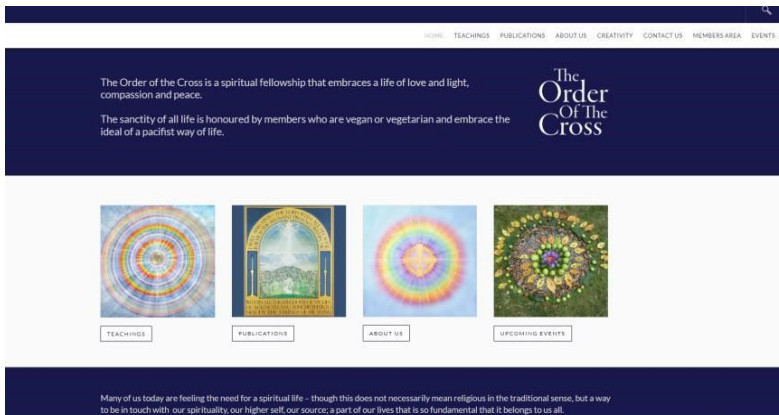 HOME TEACHINGS PUBLICATIONS ABOUT US CREATIVITY CONTACT US MEMBERS AREA EVENTS
The Order of the Cross is a spiritual fellowship that embraces a life of love and light,
compassion and peace.
The sanctity of all life is honoured by members who are vegan or vegetarian and embrace the
ideal of a pacifist way of life.
The
Order
Of The
Cross
TEACHINGS
PUBLICATIONS
ABOUT US
UPCOMING EVENTS
Many of us today are feeling the need for a spiritual life – though this does not necessarily mean religious in the traditional sense, but a way
to be in touch with our spirituality, our higher self, our source; a part of our lives that is so fundamental that it belongs to us all.